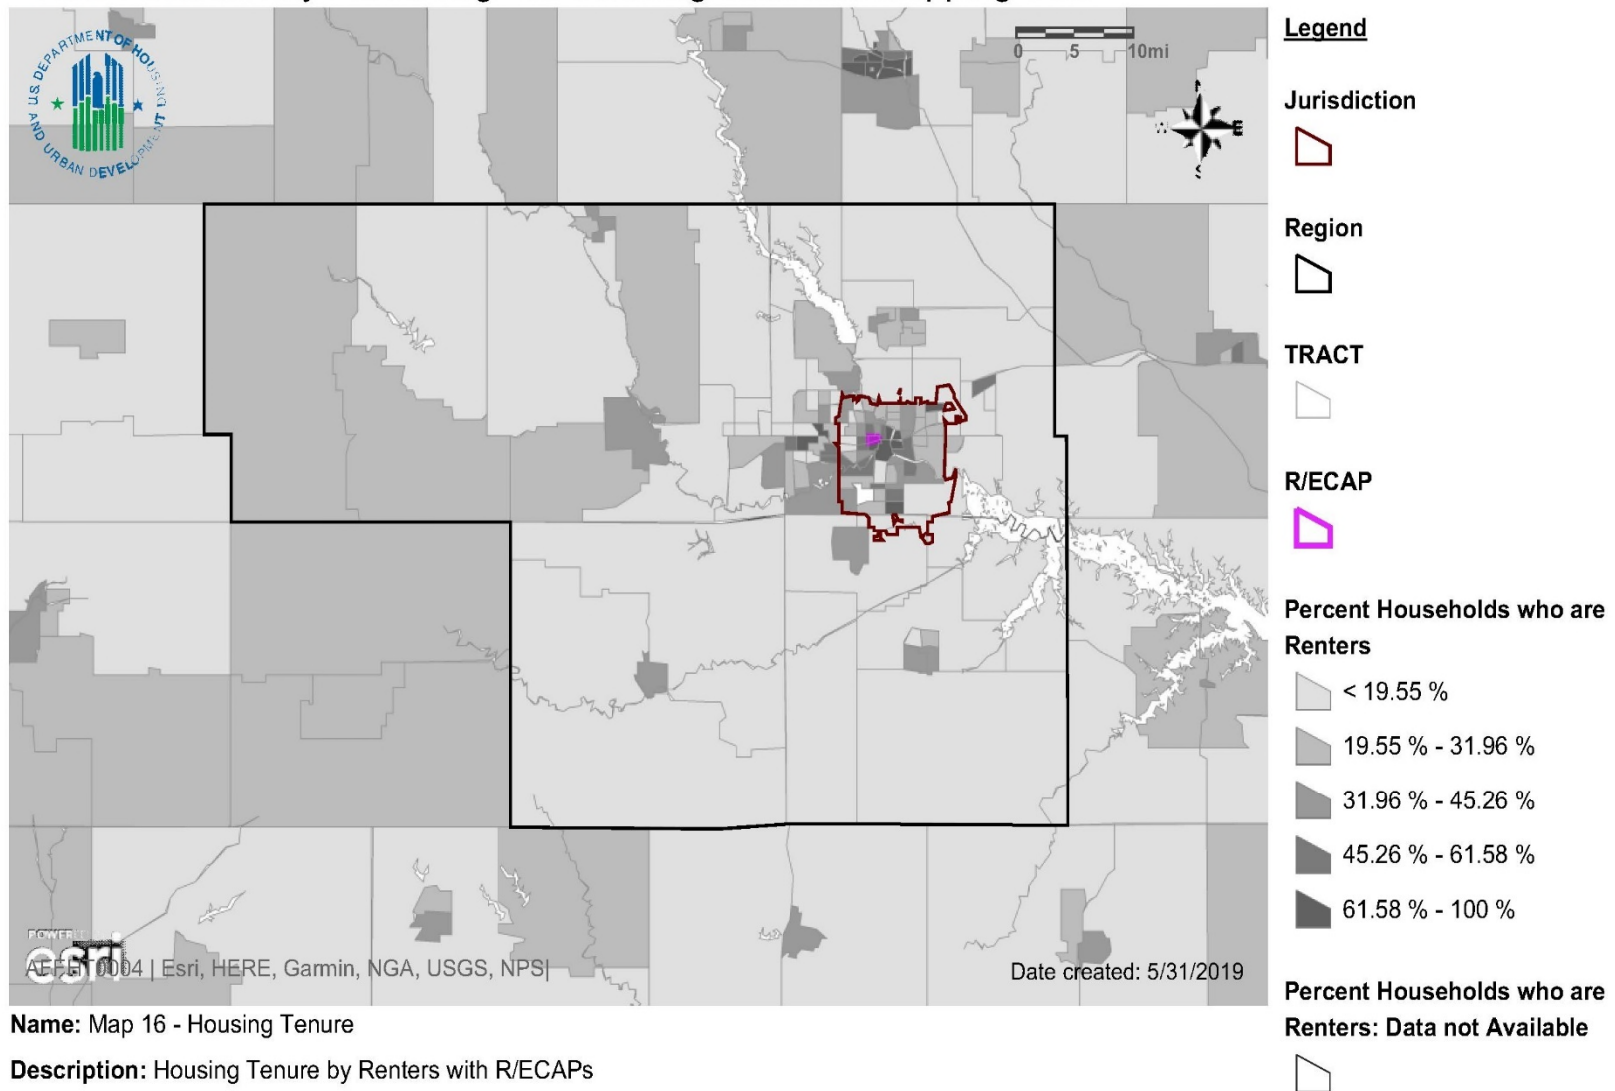 U.S. DEPARTMENT OF HOUSING
AND URBAN DEVELOPMENT
0 5 10mi
N
W E
S
Legend
Jurisdiction
Region
TRACT
R/ECAP
Percent Households who are
Renters
< 19.55 %
19.55 % - 31.96 %
31.96 % - 45.26 %
45.26 % - 61.58 %
61.58 % - 100 %
Percent Households who are
Renters: Data not Available
esri
| Esri, HERE, Garmin, NGA, USGS, NPS|
Date created: 5/31/2019
Name: Map 16 - Housing Tenure
Description: Housing Tenure by Renters with R/ECAPs